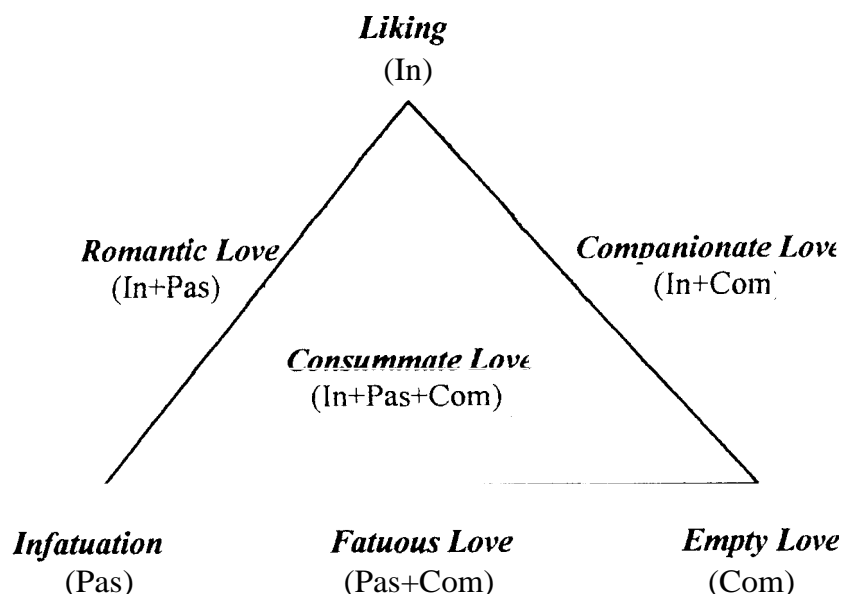 Liking
(In)
Romantic Love
(In+Pas)
Companionate Love
(In+Com)
Consummate Love
(In+Pas+Com)
Infatuation
(Pas)
Fatuous Love
(Pas+Com)
Empty Love
(Com)